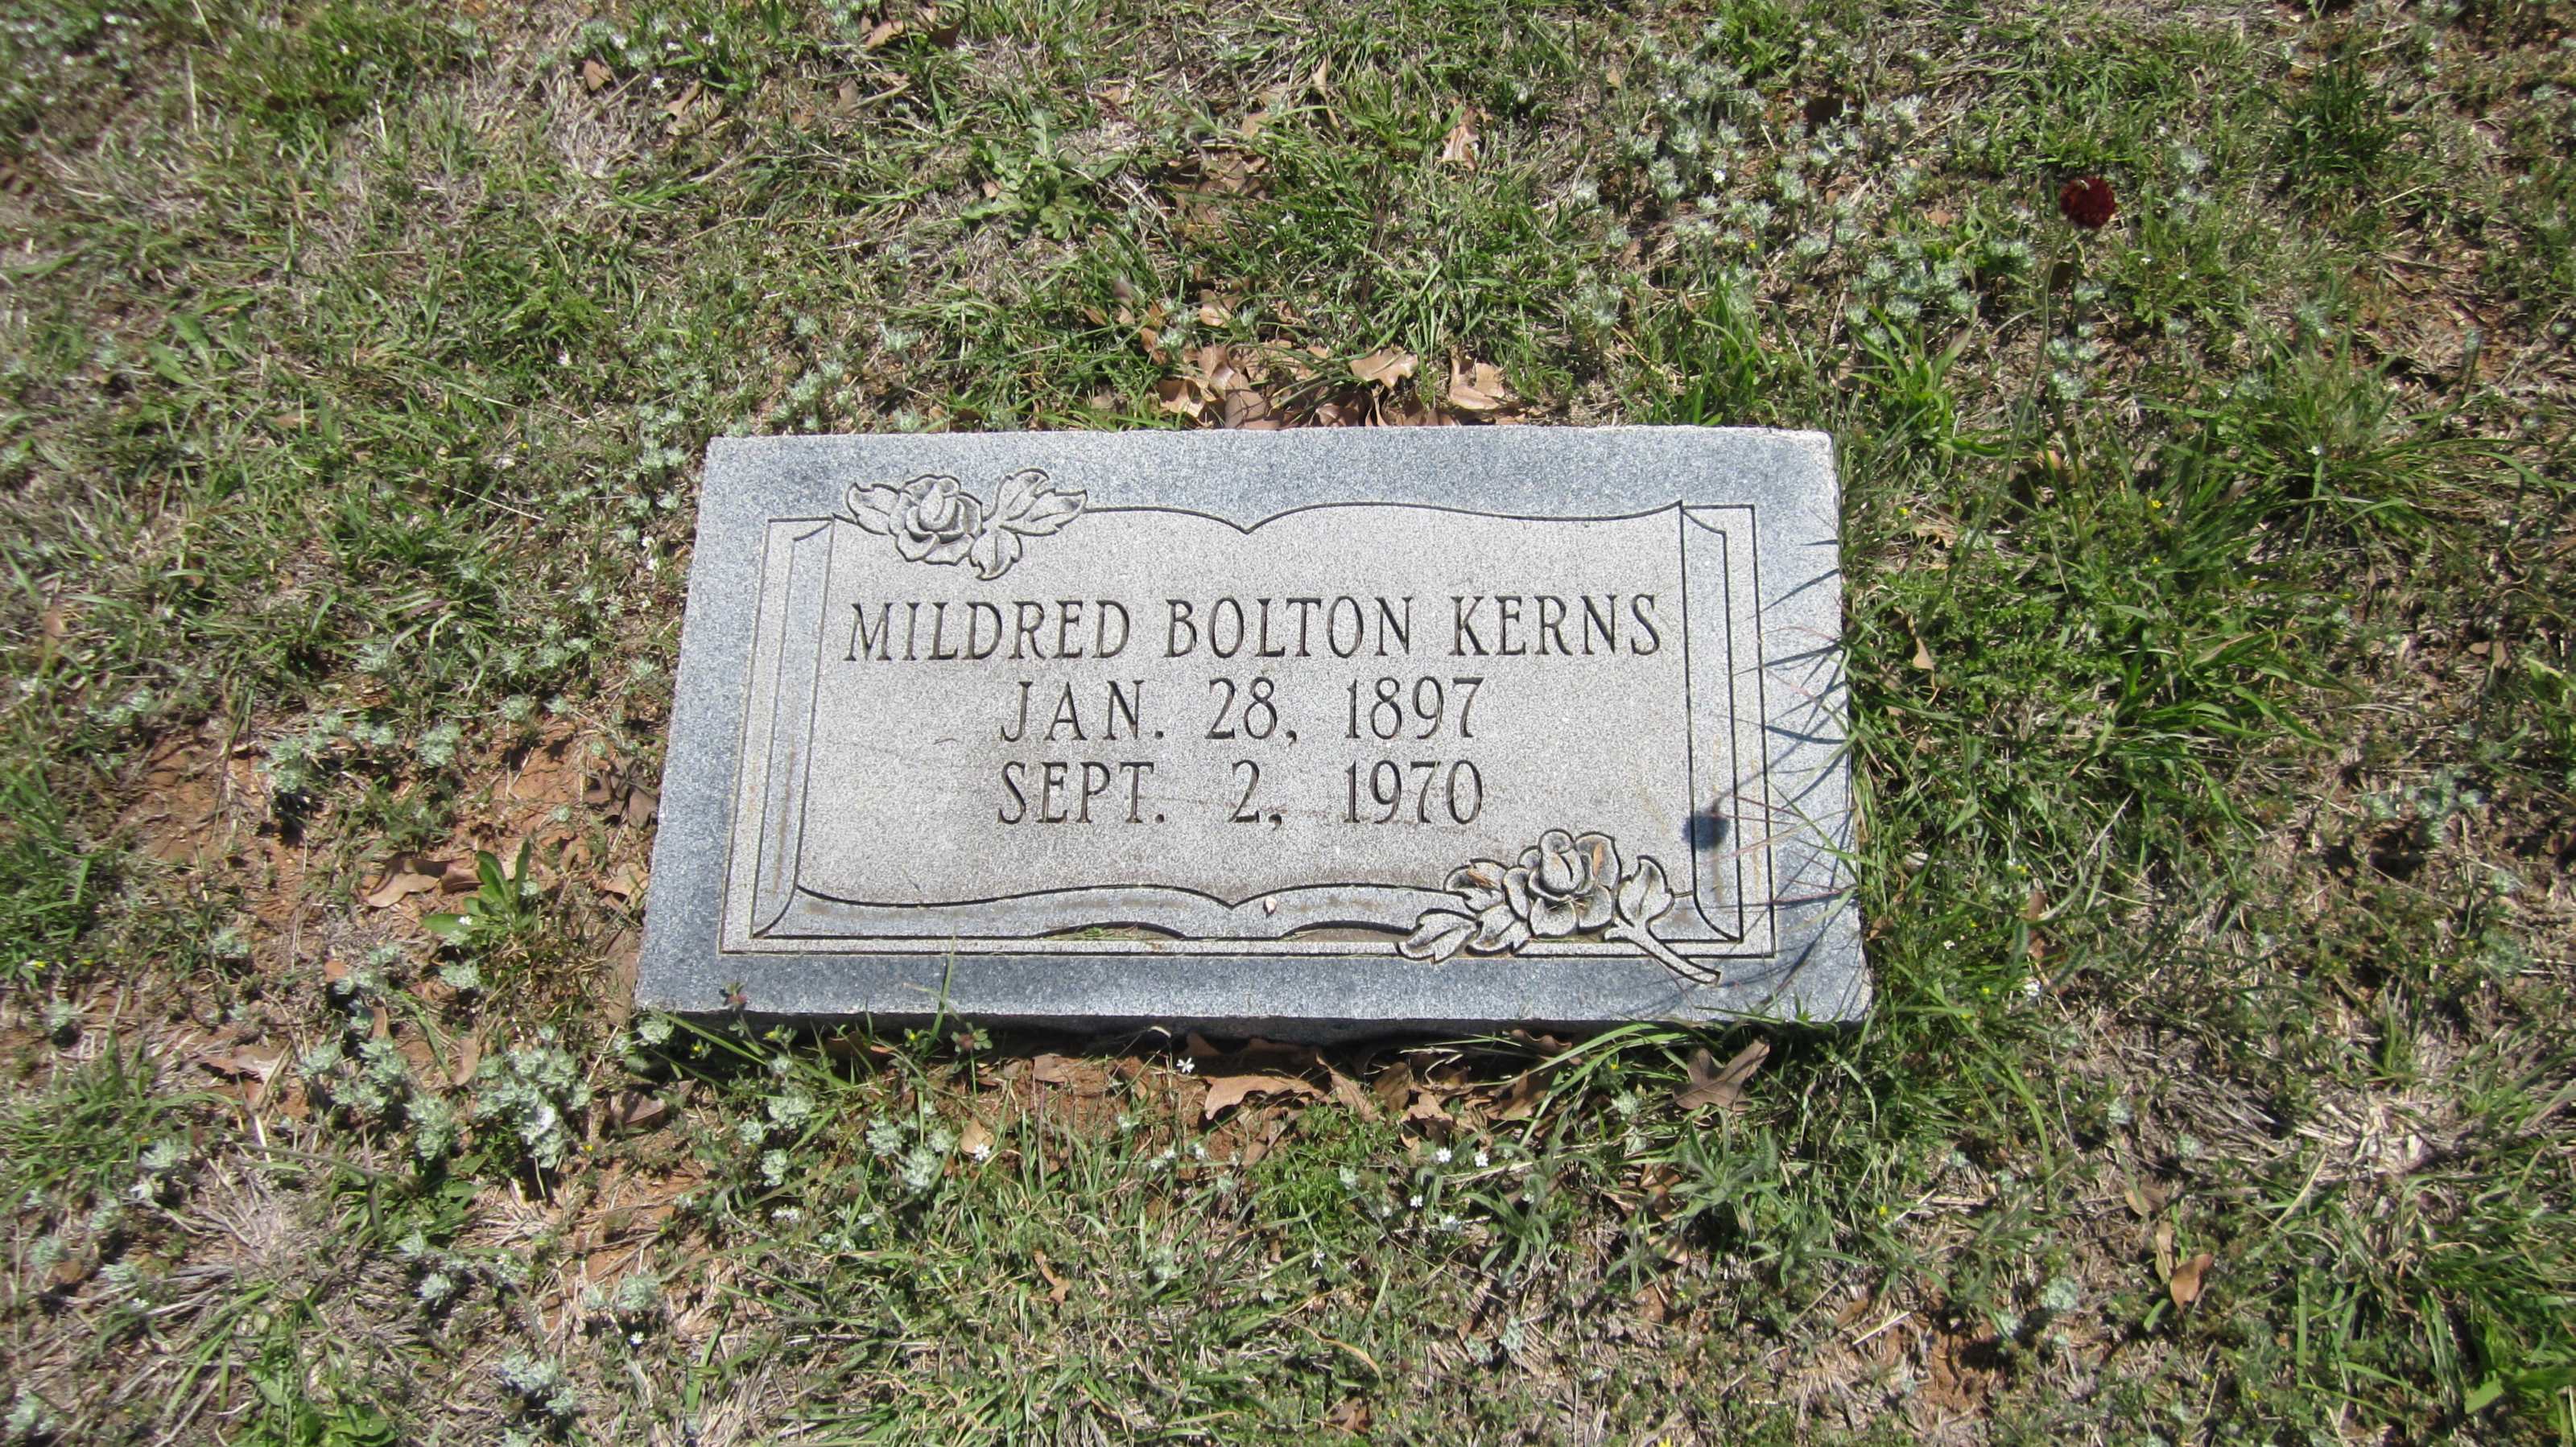 MILDRED BOLTON KERNS
JAN. 28, 1897
SEPT. 2, 1970